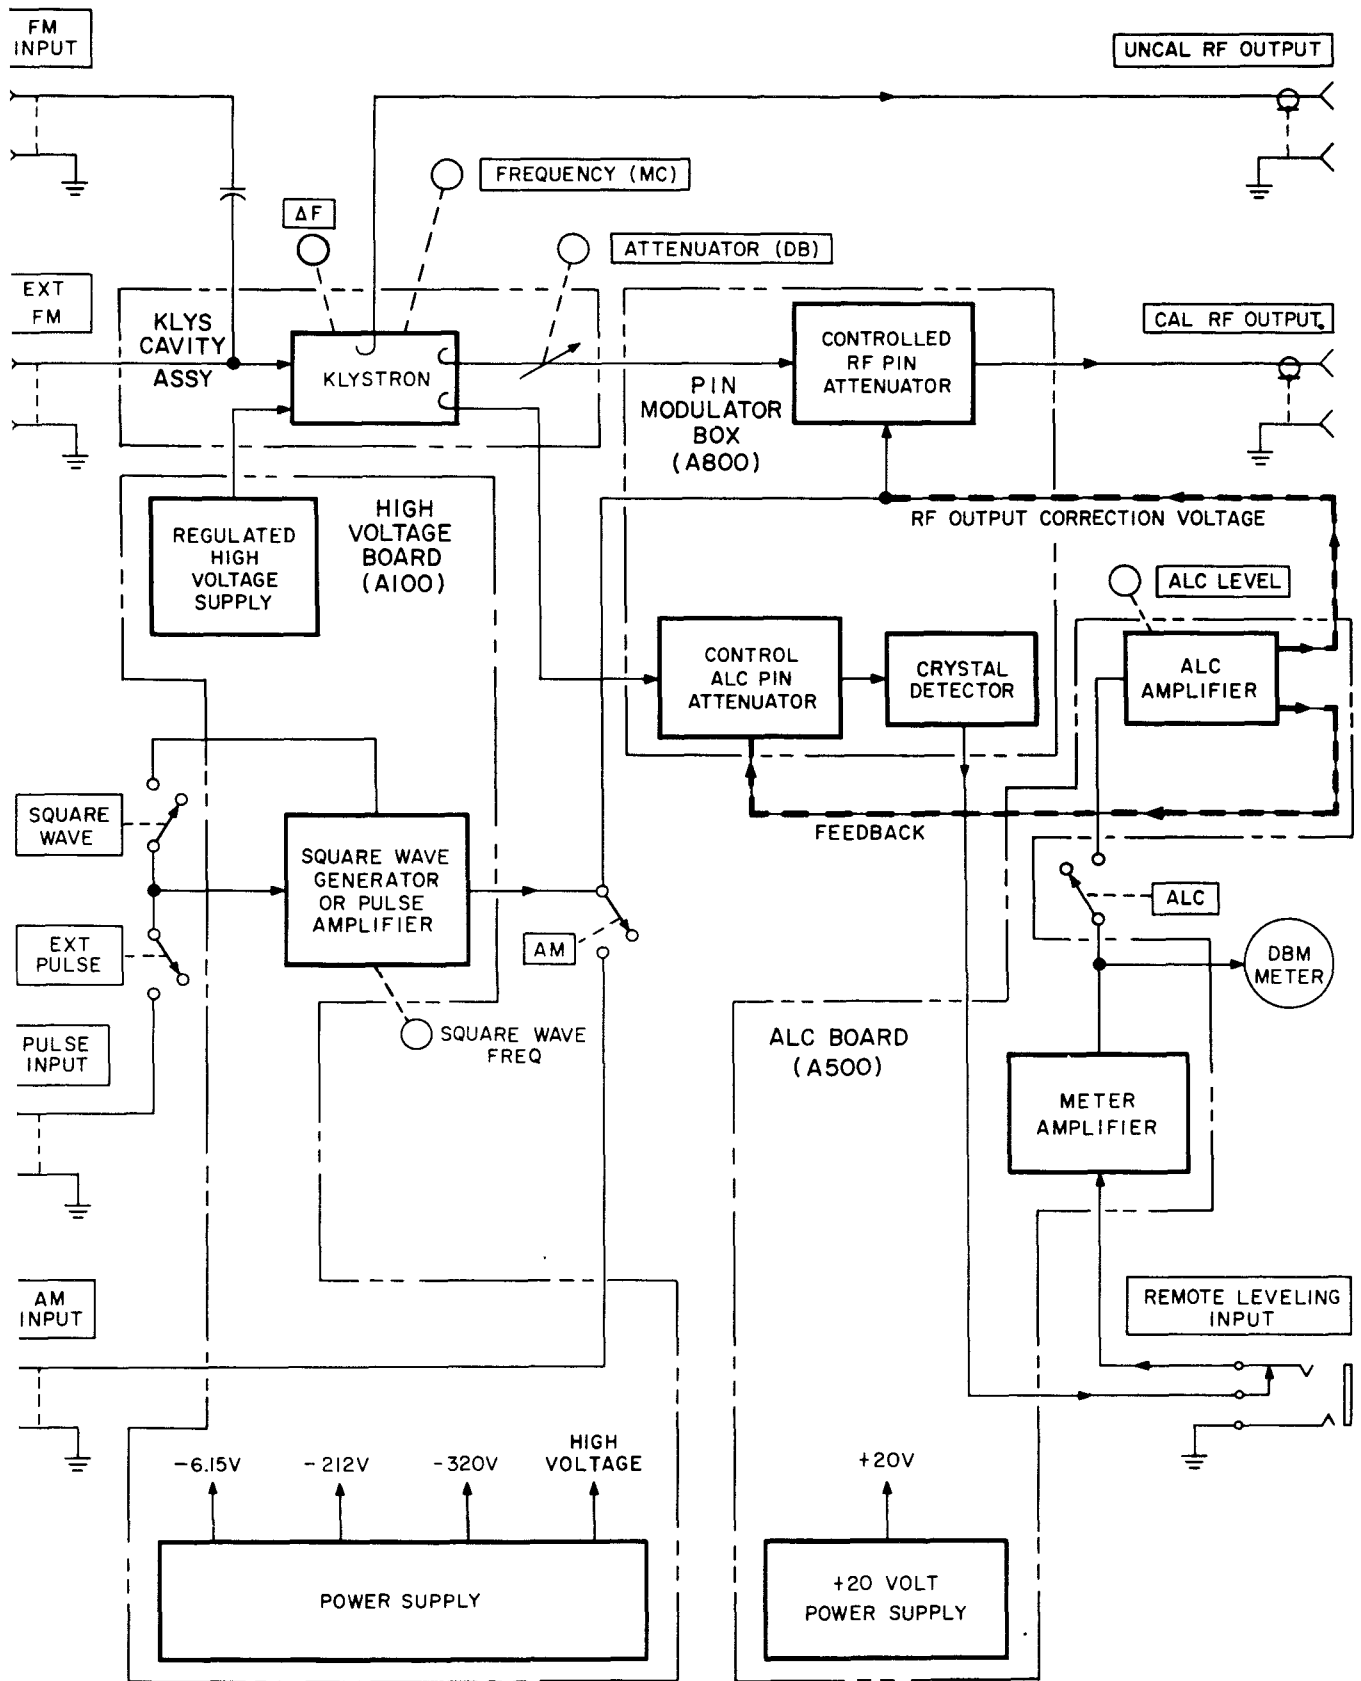 FM
INPUT
UNCAL RF OUTPUT
FREQUENCY (MC)
ΔF
ATTENUATOR (DB)
EXT
FM
KLYS
CAVITY
ASSY
KLYSTRON
CONTROLLED
RF PIN
ATTENUATOR
CAL RF OUTPUT
PIN
MODULATOR
BOX
(A800)
REGULATED
HIGH
VOLTAGE
SUPPLY
HIGH
VOLTAGE
BOARD
(A100)
RF OUTPUT CORRECTION VOLTAGE
ALC LEVEL
CONTROL
ALC PIN
ATTENUATOR
CRYSTAL
DETECTOR
ALC
AMPLIFIER
FEEDBACK
SQUARE
WAVE
SQUARE WAVE
GENERATOR
OR PULSE
AMPLIFIER
ALC
EXT
PULSE
AM
DBM
METER
PULSE
INPUT
SQUARE WAVE
FREQ
ALC BOARD
(A500)
METER
AMPLIFIER
AM
INPUT
REMOTE LEVELING
INPUT
-6.15V
-212V
-320V
HIGH
VOLTAGE
+20V
POWER SUPPLY
+20 VOLT
POWER SUPPLY